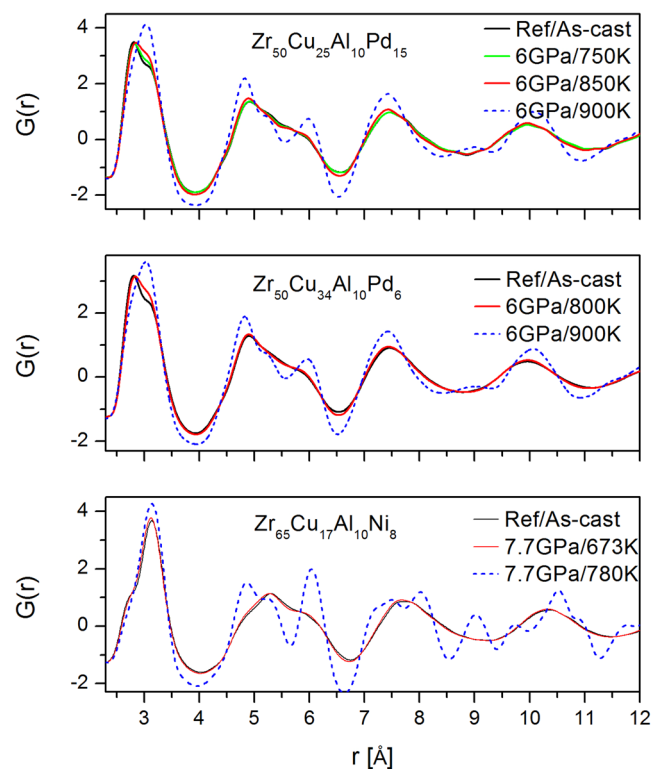 Zr₅₀Cu₂₅Al₁₀Pd₁₅
Ref/As-cast
6GPa/750K
6GPa/850K
6GPa/900K
G(r)
4
2
0
-2
Zr₅₀Cu₃₄Al₁₀Pd₆
Ref/As-cast
6GPa/800K
6GPa/900K
G(r)
2
0
-2
Zr₆₅Cu₁₇Al₁₀Ni₈
Ref/As-cast
7.7GPa/673K
7.7GPa/780K
G(r)
4
2
0
-2
3 4 5 6 7 8 9 10 11 12
r [Å]